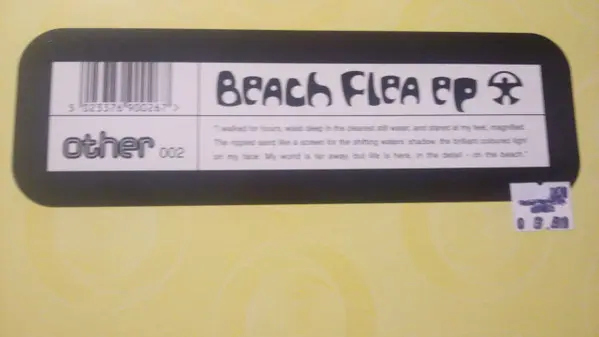 Beach Flea ep
5 023376 900267 >
other 002
"I walked for hours, waist deep in the clearest still water, and stared at my feet, magnified.
The rippled sand like a screen for the shifting waters' shadow, the brilliant coloured light
on my face. My world is far away, but life is here, in the detail - on the beach."